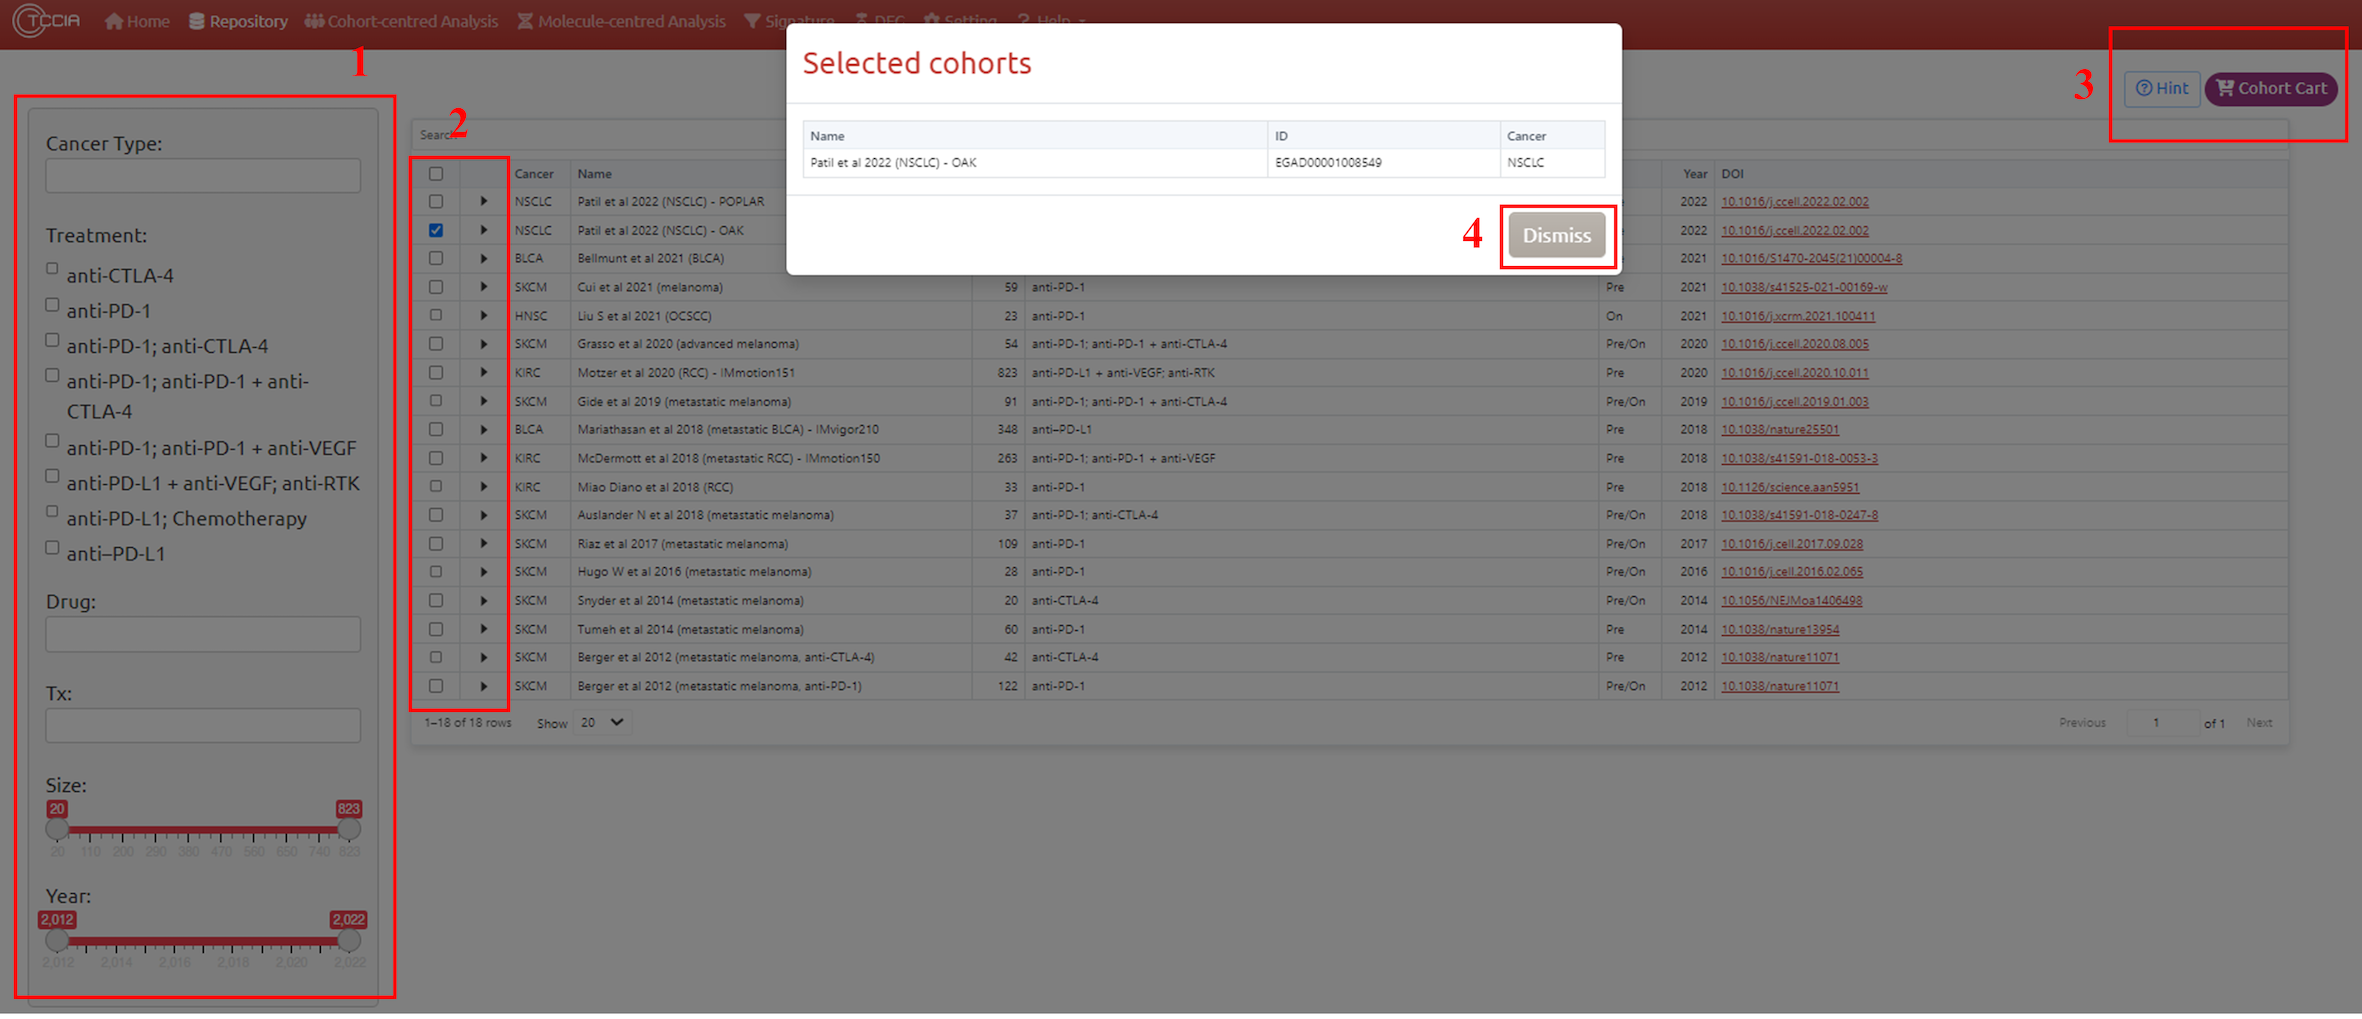 TCCIA Home Repository Cohort-centred Analysis Molecule-centred Analysis Signature DEG Setting ? Help
1
Selected cohorts
3
Hint Cohort Cart
Name ID Cancer
Patil et al 2022 (NSCLC) - OAK EGAD00001008549 NSCLC
4
Dismiss
Cancer Type:
Treatment:
anti-CTLA-4
anti-PD-1
anti-PD-1; anti-CTLA-4
anti-PD-1; anti-PD-1 + anti-
CTLA-4
anti-PD-1; anti-PD-1 + anti-VEGF
anti-PD-L1 + anti-VEGF; anti-RTK
anti-PD-L1; Chemotherapy
anti–PD-L1
Drug:
Tx:
Size:
20 823
20 110 200 290 380 470 560 650 740 823
Year:
2,012 2,022
2,012 2,014 2,016 2,018 2,020 2,022
2
Search
Cancer Name Year DOI
NSCLC Patil et al 2022 (NSCLC) - POPLAR 2022 10.1016/j.ccell.2022.02.002
NSCLC Patil et al 2022 (NSCLC) - OAK 2022 10.1016/j.ccell.2022.02.002
BLCA Bellmunt et al 2021 (BLCA) 2021 10.1016/S1470-2045(21)00004-8
SKCM Cui et al 2021 (melanoma) 59 anti-PD-1 Pre 2021 10.1038/s41525-021-00169-w
HNSC Liu S et al 2021 (OCSCC) 23 anti-PD-1 On 2021 10.1016/j.xcrm.2021.100411
SKCM Grasso et al 2020 (advanced melanoma) 54 anti-PD-1; anti-PD-1 + anti-CTLA-4 Pre/On 2020 10.1016/j.ccell.2020.08.005
KIRC Motzer et al 2020 (RCC) - IMmotion151 823 anti-PD-L1 + anti-VEGF; anti-RTK Pre 2020 10.1016/j.ccell.2020.10.011
SKCM Gide et al 2019 (metastatic melanoma) 91 anti-PD-1; anti-PD-1 + anti-CTLA-4 Pre/On 2019 10.1016/j.ccell.2019.01.003
BLCA Mariathasan et al 2018 (metastatic BLCA) - IMvigor210 348 anti–PD-L1 Pre 2018 10.1038/nature25501
KIRC McDermott et al 2018 (metastatic RCC) - IMmotion150 263 anti-PD-1; anti-PD-1 + anti-VEGF Pre 2018 10.1038/s41591-018-0053-3
KIRC Miao Diano et al 2018 (RCC) 33 anti-PD-1 Pre 2018 10.1126/science.aan5951
SKCM Auslander N et al 2018 (metastatic melanoma) 37 anti-PD-1; anti-CTLA-4 Pre/On 2018 10.1038/s41591-018-0247-8
SKCM Riaz et al 2017 (metastatic melanoma) 109 anti-PD-1 Pre/On 2017 10.1016/j.cell.2017.09.028
SKCM Hugo W et al 2016 (metastatic melanoma) 28 anti-PD-1 Pre/On 2016 10.1016/j.cell.2016.02.065
SKCM Snyder et al 2014 (metastatic melanoma) 20 anti-CTLA-4 Pre/On 2014 10.1056/NEJMoa1406498
SKCM Tumeh et al 2014 (metastatic melanoma) 60 anti-PD-1 Pre 2014 10.1038/nature13954
SKCM Berger et al 2012 (metastatic melanoma, anti-CTLA-4) 42 anti-CTLA-4 Pre 2012 10.1038/nature11071
SKCM Berger et al 2012 (metastatic melanoma, anti-PD-1) 122 anti-PD-1 Pre/On 2012 10.1038/nature11071
1–18 of 18 rows Show 20 Previous 1 of 1 Next